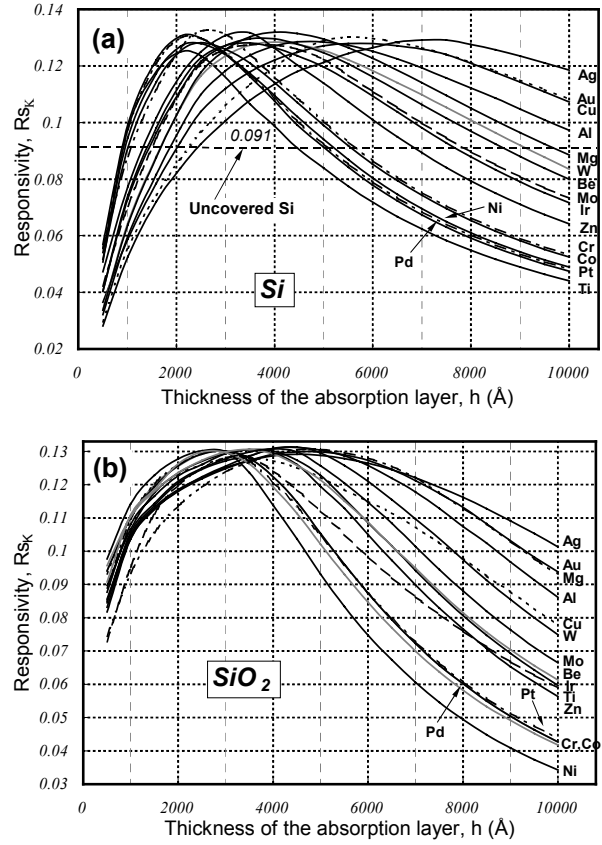 (a)
0.14
0.12
0.1
0.08
0.06
0.04
0.02
Responsivity, RsK
0.091
Uncovered Si
Si
Ni
Pd
Ag
Au
Cu
Al
Mg
W
Be
Mo
Ir
Zn
Cr
Co
Pt
Ti
0 2000 4000 6000 8000 10000
Thickness of the absorption layer, h (Å)
(b)
0.13
0.12
0.11
0.1
0.09
0.08
0.07
0.06
0.05
0.04
0.03
Responsivity, RsK
SiO2
Pd
Pt
Ag
Au
Mg
Al
Cu
W
Mo
Be
Ir
Ti
Zn
Cr,Co
Ni
0 2000 4000 6000 8000 10000
Thickness of the absorption layer, h (Å)